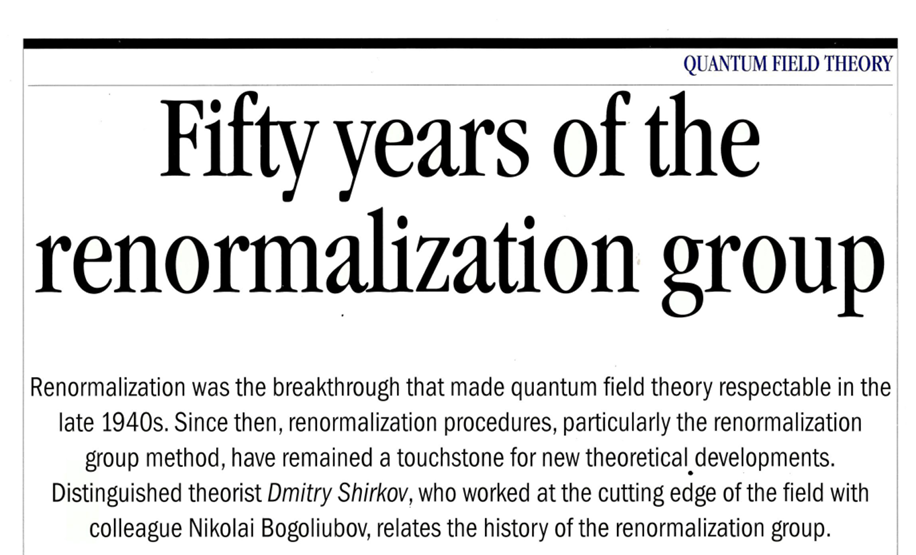 QUANTUM FIELD THEORY
Fifty years of the
renormalization group
Renormalization was the breakthrough that made quantum field theory respectable in the
late 1940s. Since then, renormalization procedures, particularly the renormalization
group method, have remained a touchstone for new theoretical developments.
Distinguished theorist Dmitry Shirkov, who worked at the cutting edge of the field with
colleague Nikolai Bogoliubov, relates the history of the renormalization group.